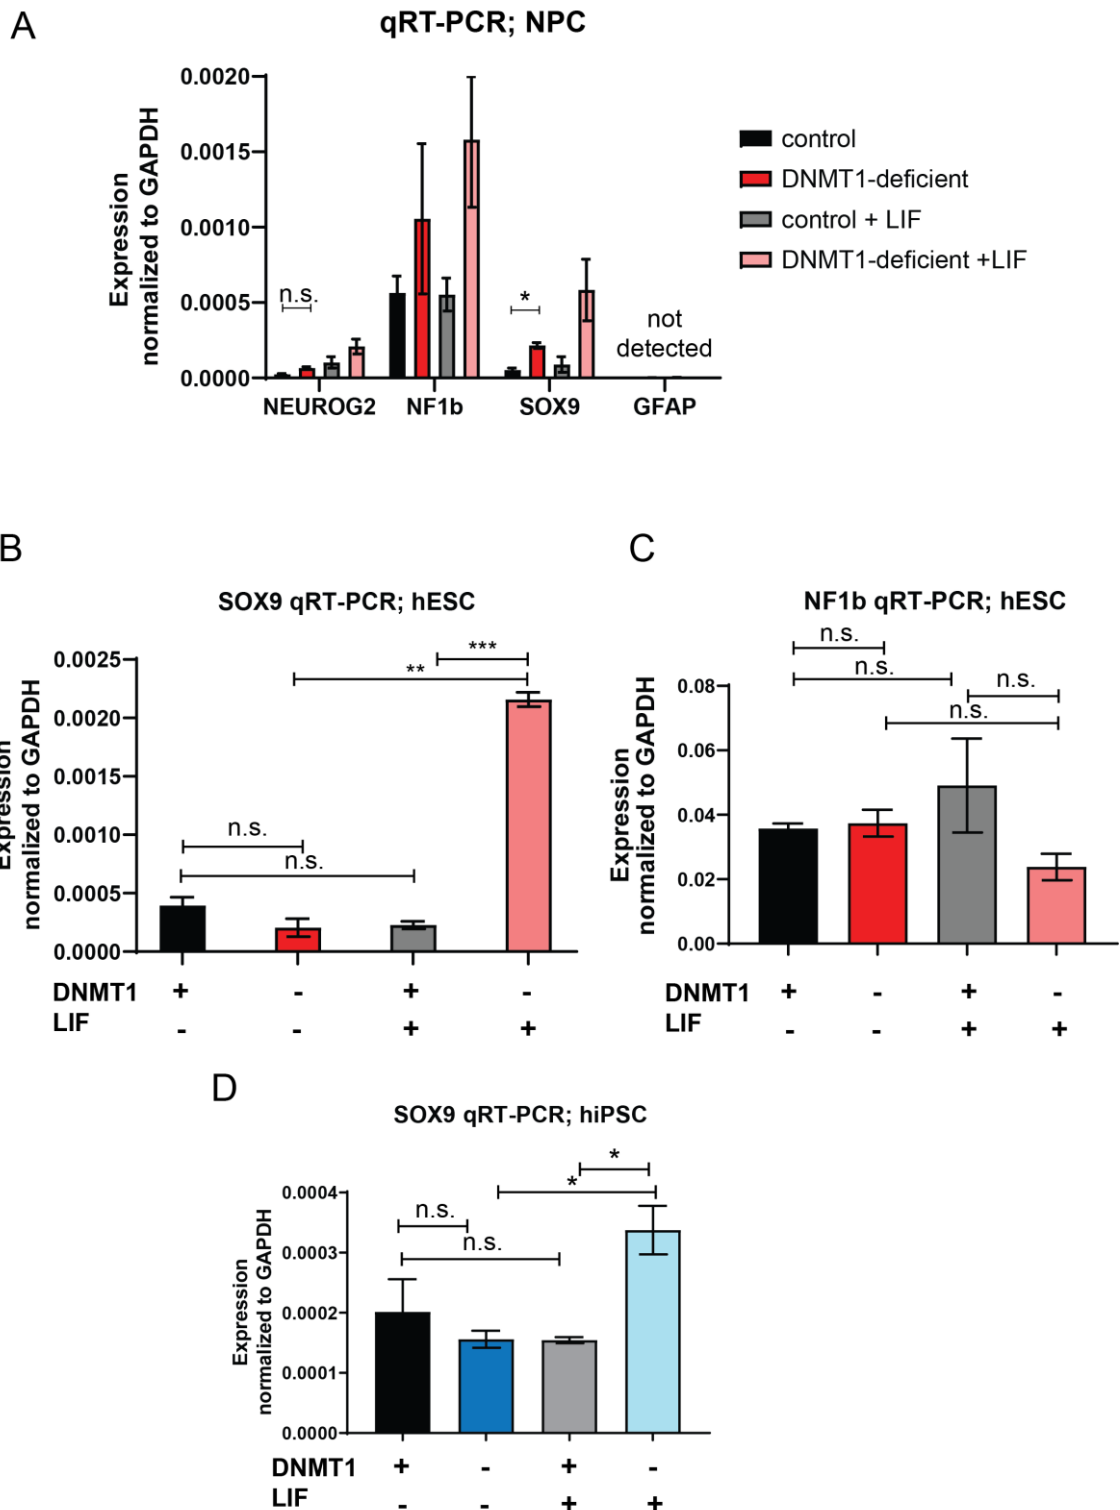 A
qRT-PCR; NPC
Expression
normalized to GAPDH
0.0020
0.0015
0.0010
0.0005
0.0000
n.s.
*
not
detected
NEUROG2 NF1b SOX9 GFAP
control
DNMT1-deficient
control + LIF
DNMT1-deficient +LIF
B
SOX9 qRT-PCR; hESC
Expression
normalized to GAPDH
0.0025
0.0020
0.0015
0.0010
0.0005
0.0000
***
**
n.s.
n.s.
DNMT1 + - + -
LIF - - + +
C
NF1b qRT-PCR; hESC
Expression
normalized to GAPDH
0.08
0.06
0.04
0.02
0.00
n.s.
n.s.
n.s.
n.s.
DNMT1 + - + -
LIF - - + +
D
SOX9 qRT-PCR; hiPSC
Expression
normalized to GAPDH
0.0004
0.0003
0.0002
0.0001
0.0000
*
*
n.s.
n.s.
DNMT1 + - + -
LIF - - + +